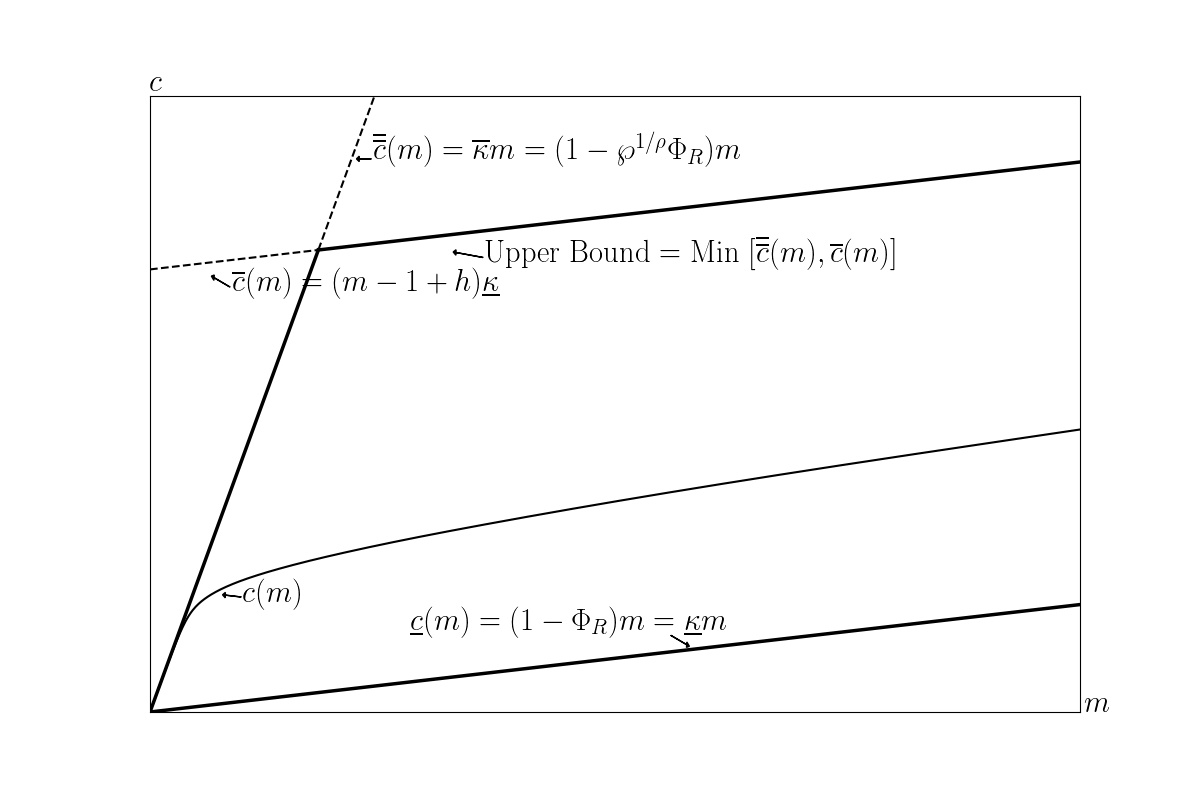 c
c̿(m) = κ̅m = (1 − ℘^{1/ρ}Φ_R)m
Upper Bound = Min [c̿(m), c̅(m)]
c̅(m) = (m − 1 + h)κ̲
c(m)
c̲(m) = (1 − Φ_R)m = κ̲m
m